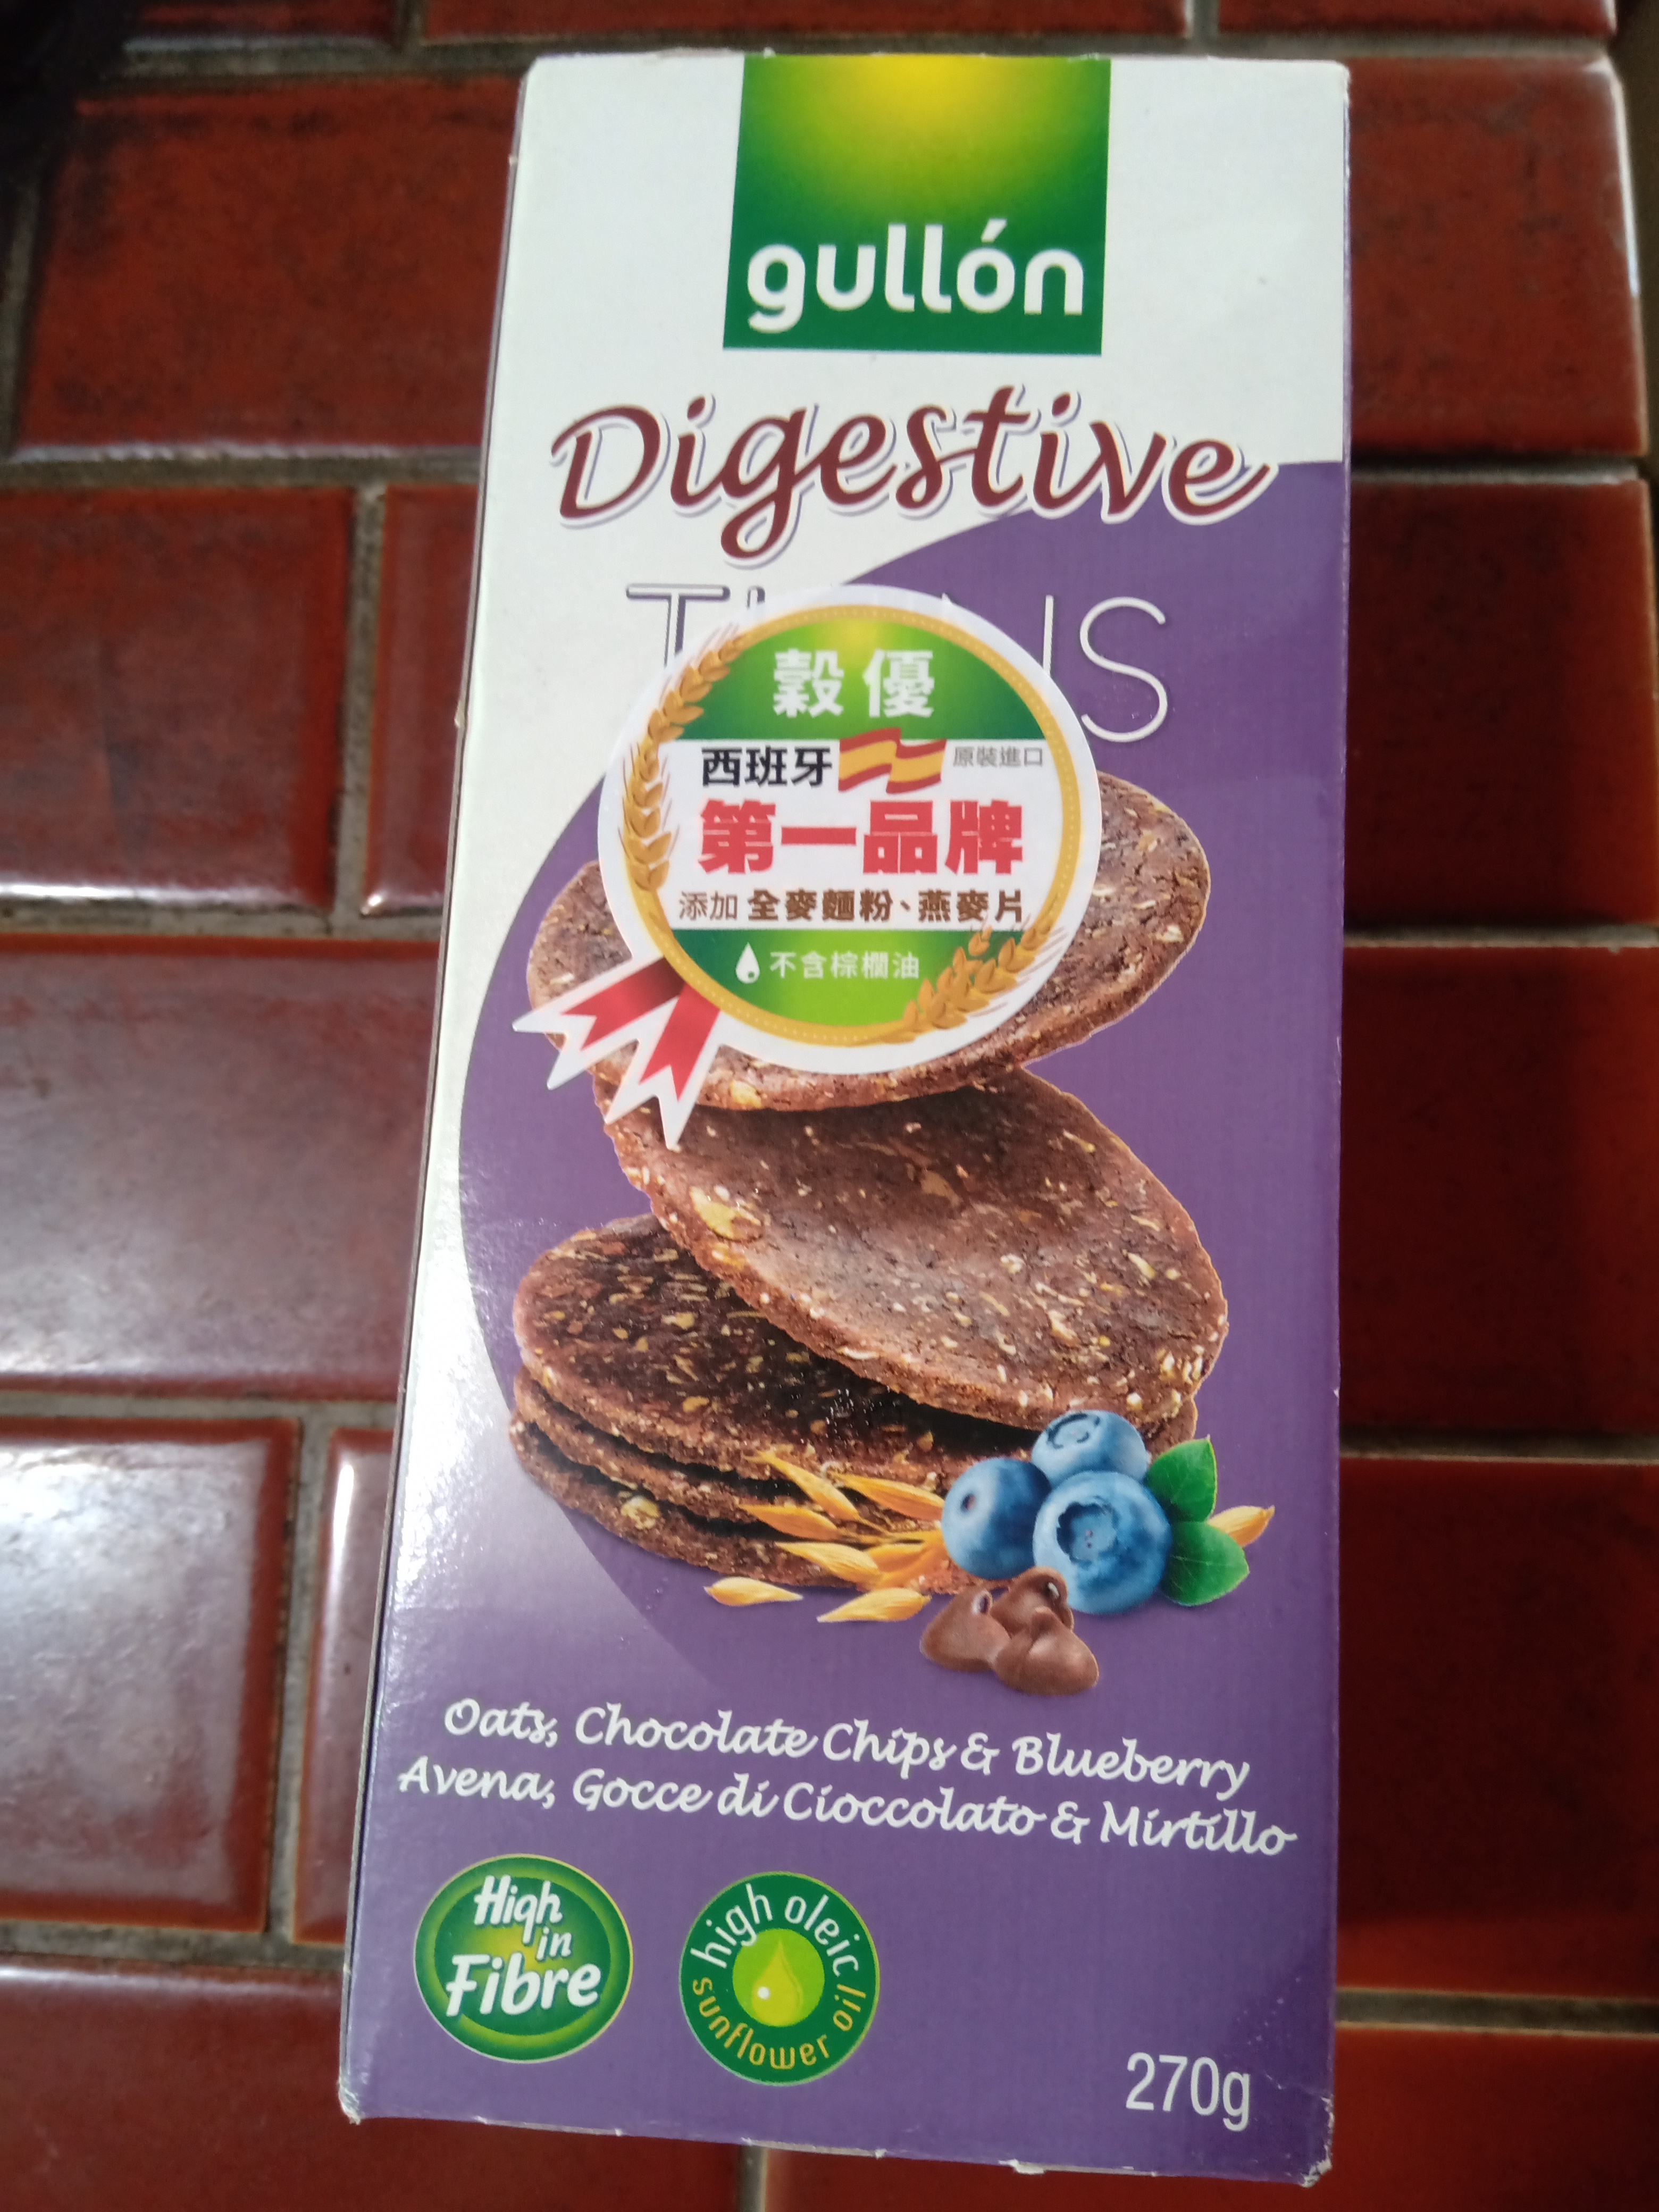 gullón
Digestive
穀優
西班牙 原裝進口
第一品牌
添加 全麥麵粉、燕麥片
不含棕櫚油
Oats, Chocolate Chips & Blueberry
Avena, Gocce di Cioccolato & Mirtillo
High
in
Fibre
high oleic
sunflower oil
270g